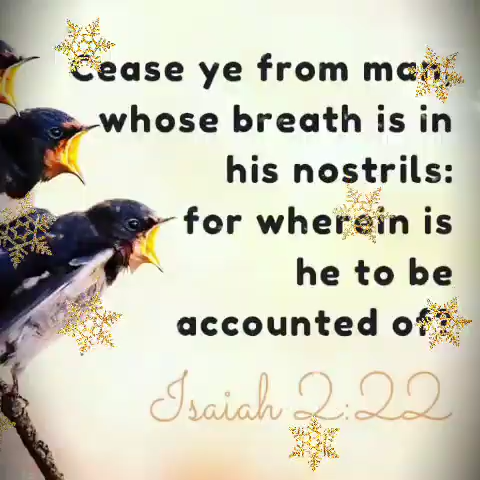 Cease ye from man,
whose breath is in
his nostrils:
for wherein is
he to be
accounted of?
Isaiah 2:22